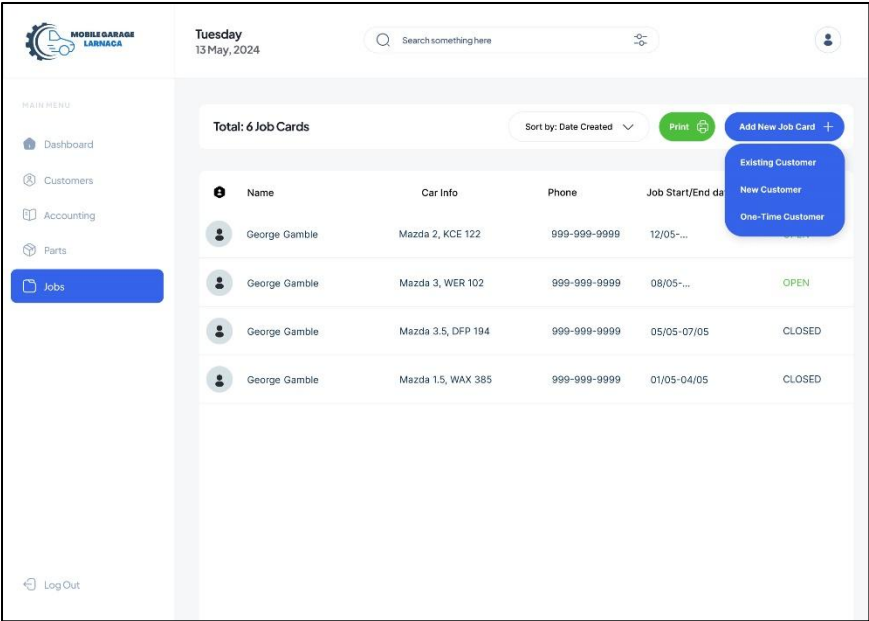 MOBILE GARAGE
LARNACA
Tuesday
13 May, 2024
Search something here
MAIN MENU
Dashboard
Customers
Accounting
Parts
Jobs
Log Out
Total: 6 Job Cards
Sort by: Date Created
Print
Add New Job Card
Existing Customer
New Customer
One-Time Customer
Name Car Info Phone Job Start/End da
George Gamble Mazda 2, KCE 122 999-999-9999 12/05-...
George Gamble Mazda 3, WER 102 999-999-9999 08/05-... OPEN
George Gamble Mazda 3.5, DFP 194 999-999-9999 05/05-07/05 CLOSED
George Gamble Mazda 1.5, WAX 385 999-999-9999 01/05-04/05 CLOSED